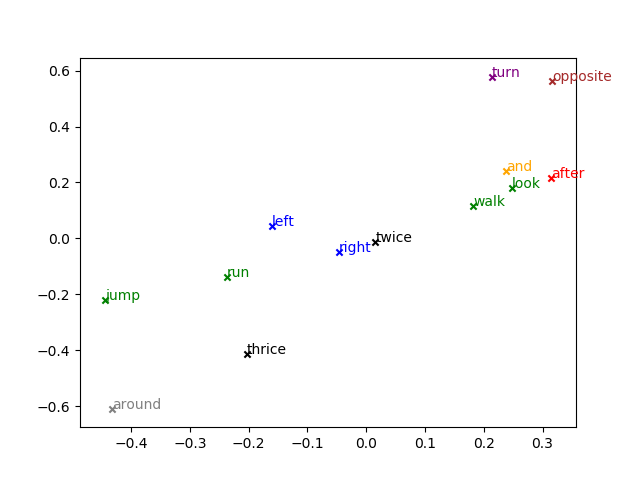 0.6
0.4
0.2
0.0
−0.2
−0.4
−0.6
turn
opposite
and
after
look
walk
left
twice
right
run
jump
thrice
around
−0.4 −0.3 −0.2 −0.1 0.0 0.1 0.2 0.3